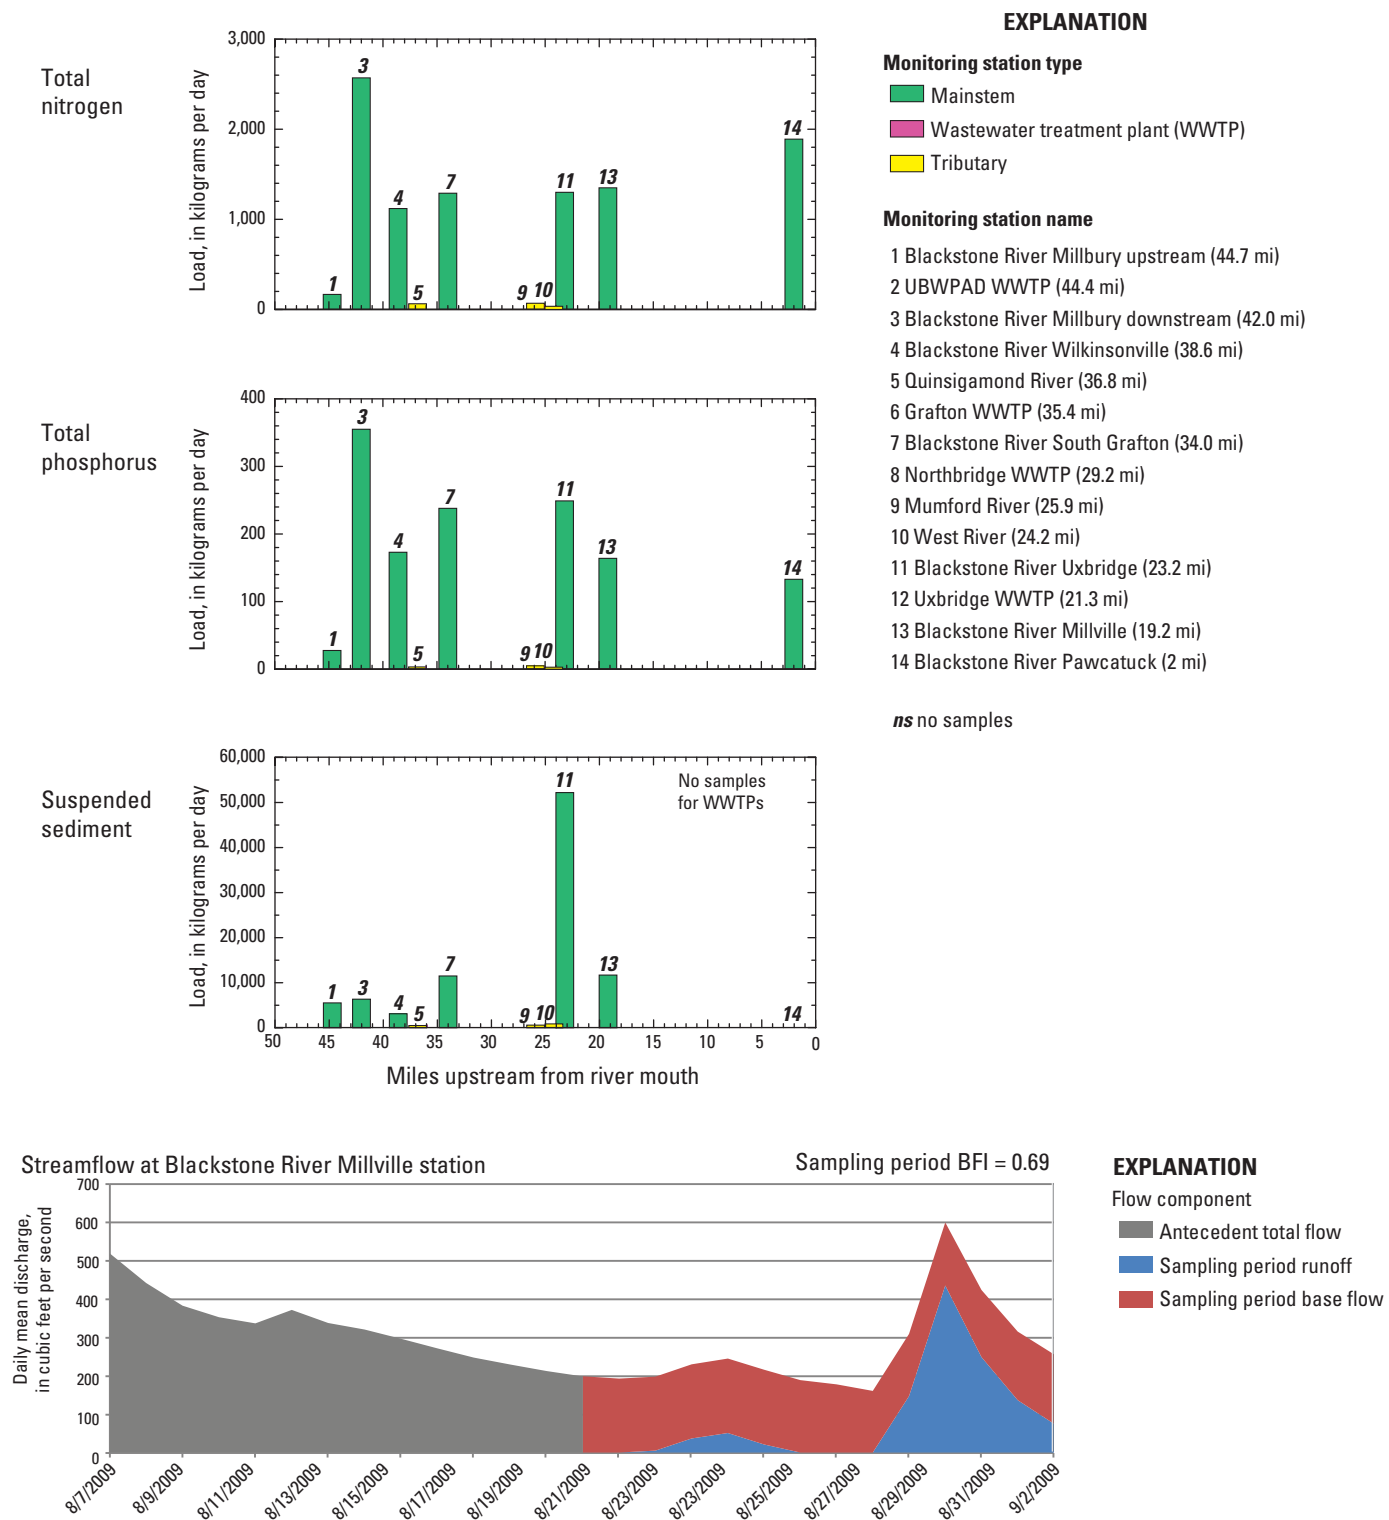 Total
nitrogen
Load, in kilograms per day
3,000
2,000
1,000
0
1
3
4
5
7
9 10
11
13
14
Total
phosphorus
Load, in kilograms per day
400
300
200
100
0
1
3
4
5
7
9 10
11
13
14
Suspended
sediment
Load, in kilograms per day
60,000
50,000
40,000
30,000
20,000
10,000
0
1
3
4
5
7
9 10
11
13
14
No samples
for WWTPs
50 45 40 35 30 25 20 15 10 5 0
Miles upstream from river mouth
EXPLANATION
Monitoring station type
Mainstem
Wastewater treatment plant (WWTP)
Tributary
Monitoring station name
1 Blackstone River Millbury upstream (44.7 mi)
2 UBWPAD WWTP (44.4 mi)
3 Blackstone River Millbury downstream (42.0 mi)
4 Blackstone River Wilkinsonville (38.6 mi)
5 Quinsigamond River (36.8 mi)
6 Grafton WWTP (35.4 mi)
7 Blackstone River South Grafton (34.0 mi)
8 Northbridge WWTP (29.2 mi)
9 Mumford River (25.9 mi)
10 West River (24.2 mi)
11 Blackstone River Uxbridge (23.2 mi)
12 Uxbridge WWTP (21.3 mi)
13 Blackstone River Millville (19.2 mi)
14 Blackstone River Pawcatuck (2 mi)
ns no samples
Streamflow at Blackstone River Millville station
Sampling period BFI = 0.69
Daily mean discharge,
in cubic feet per second
700
600
500
400
300
200
100
0
8/7/2009
8/9/2009
8/11/2009
8/13/2009
8/15/2009
8/17/2009
8/19/2009
8/21/2009
8/23/2009
8/23/2009
8/25/2009
8/27/2009
8/29/2009
8/31/2009
9/2/2009
EXPLANATION
Flow component
Antecedent total flow
Sampling period runoff
Sampling period base flow